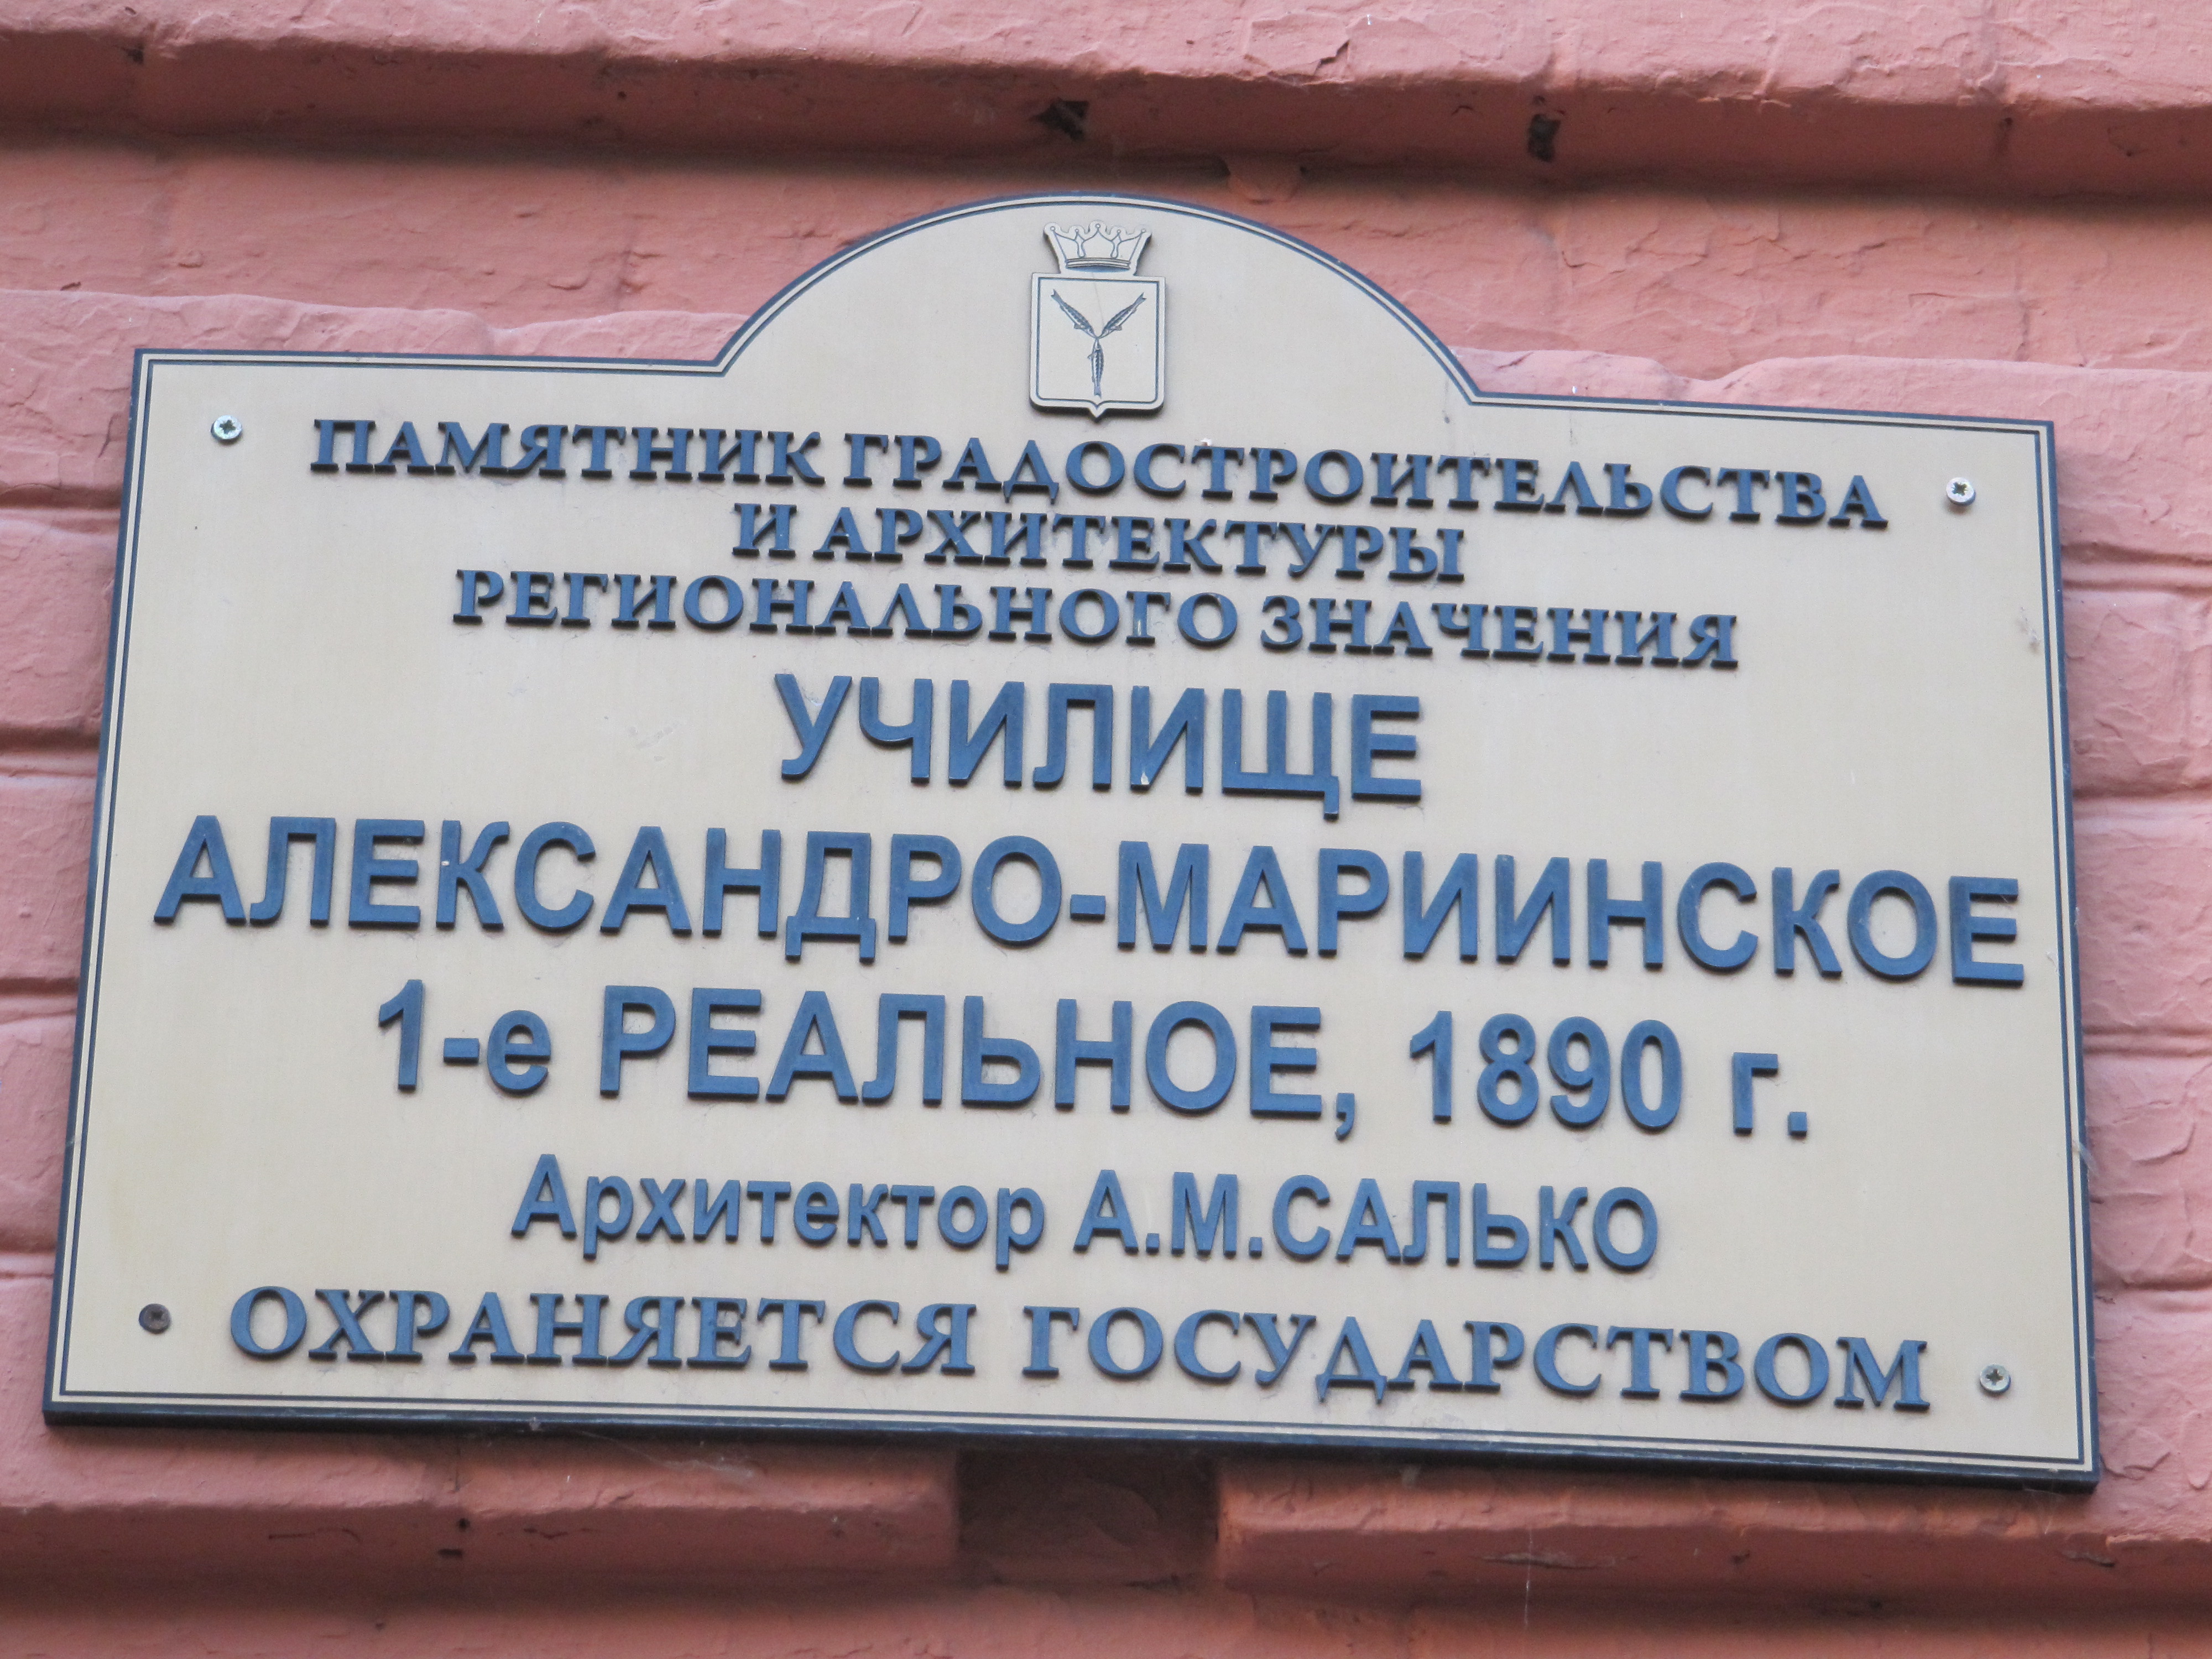 ПАМЯТНИК ГРАДОСТРОИТЕЛЬСТВА
И АРХИТЕКТУРЫ
РЕГИОНАЛЬНОГО ЗНАЧЕНИЯ
УЧИЛИЩЕ
АЛЕКСАНДРО-МАРИИНСКОЕ
1-е РЕАЛЬНОЕ, 1890 г.
Архитектор А.М.САЛЬКО
ОХРАНЯЕТСЯ ГОСУДАРСТВОМ